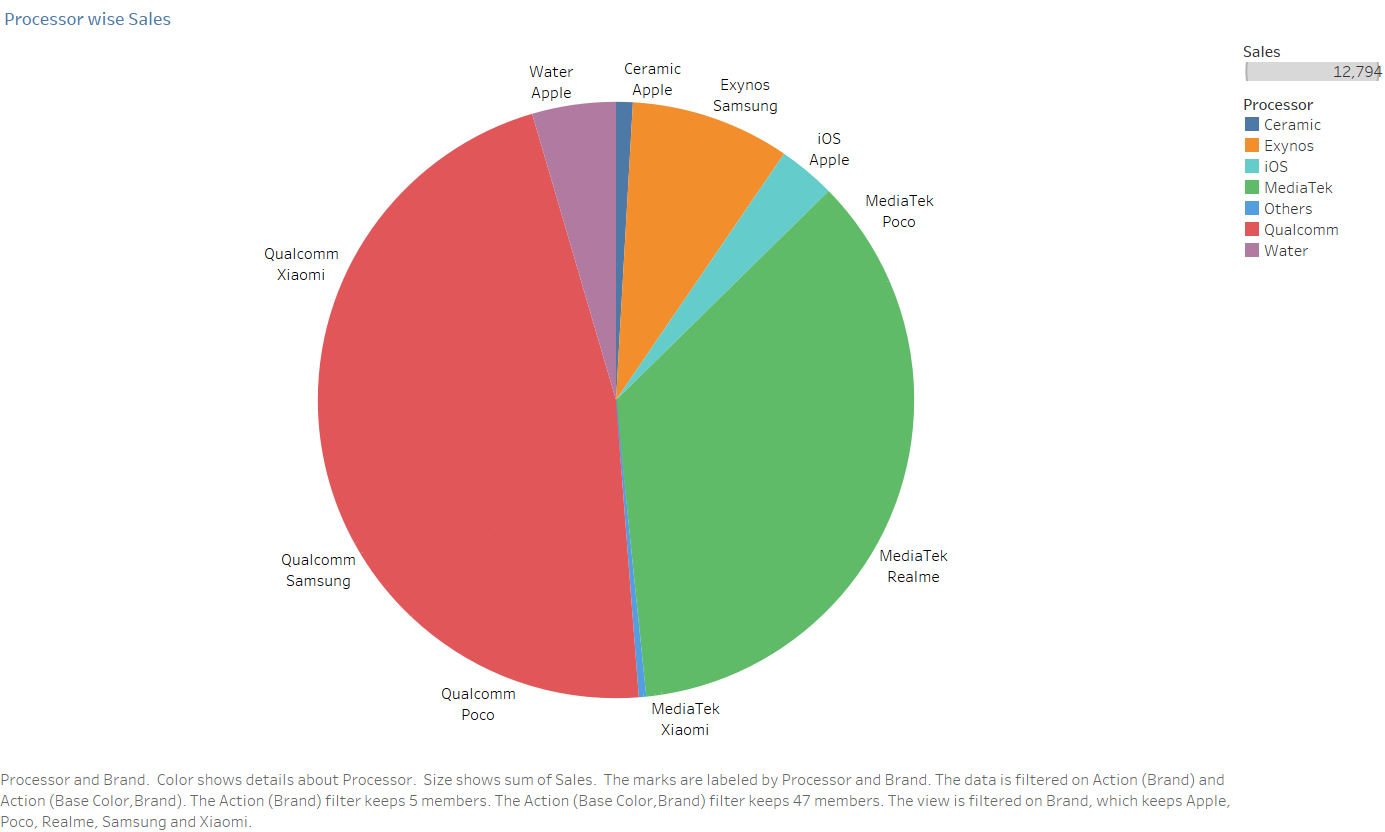 Processor wise Sales
Water
Apple
Ceramic
Apple
Exynos
Samsung
iOS
Apple
MediaTek
Poco
Qualcomm
Xiaomi
Qualcomm
Samsung
MediaTek
Realme
Qualcomm
Poco
MediaTek
Xiaomi
Sales
12,794
Processor
Ceramic
Exynos
iOS
MediaTek
Others
Qualcomm
Water
Processor and Brand.  Color shows details about Processor.  Size shows sum of Sales.  The marks are labeled by Processor and Brand. The data is filtered on Action (Brand) and
Action (Base Color,Brand). The Action (Brand) filter keeps 5 members. The Action (Base Color,Brand) filter keeps 47 members. The view is filtered on Brand, which keeps Apple,
Poco, Realme, Samsung and Xiaomi.